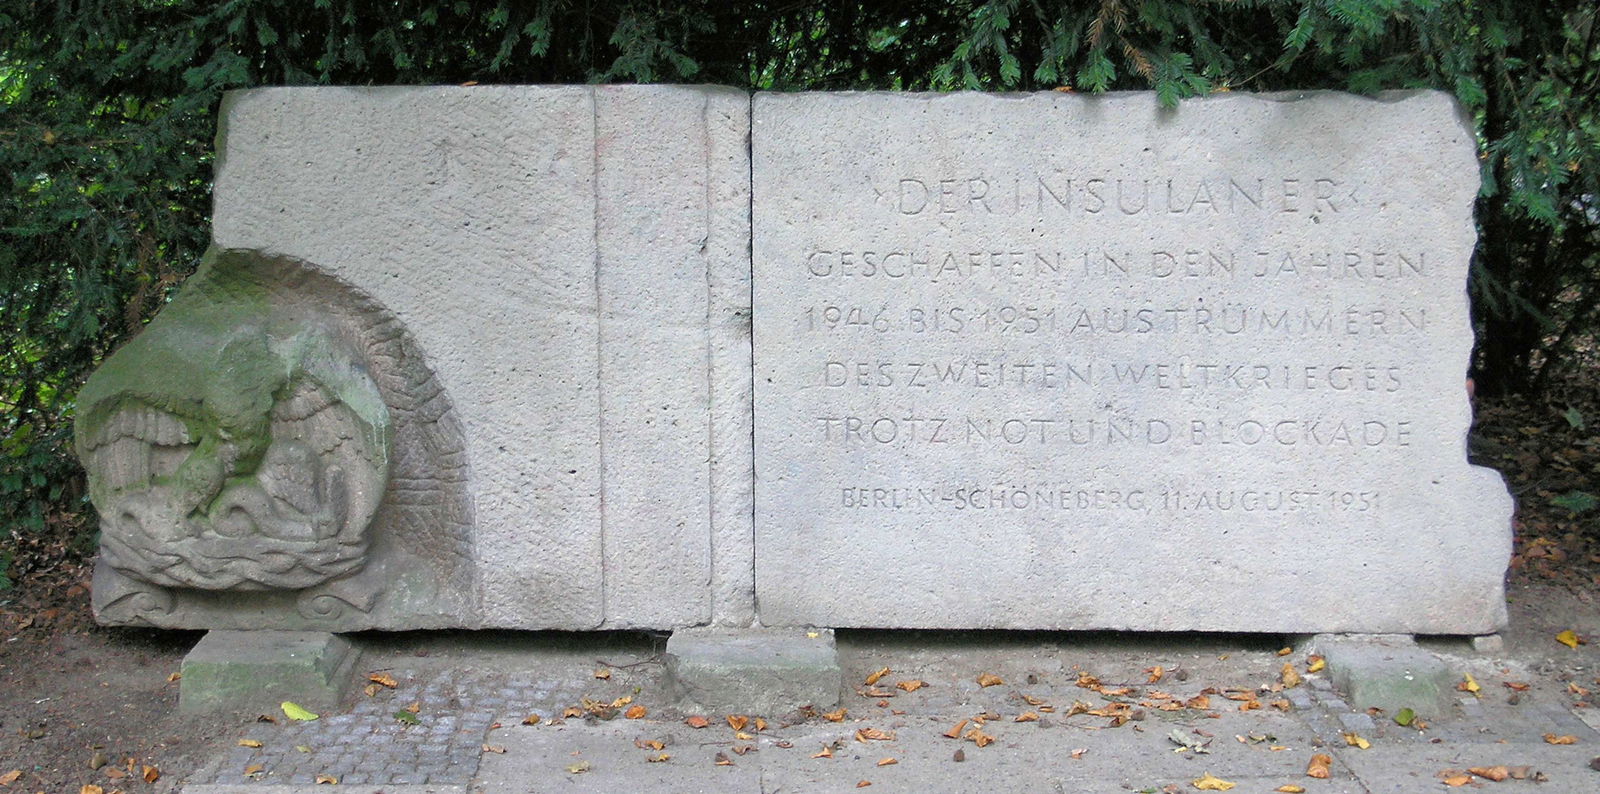 ›DER INSULANER‹
GESCHAFFEN IN DEN JAHREN
1946 BIS 1951 AUS TRÜMMERN
DES ZWEITEN WELTKRIEGES
TROTZ NOT UND BLOCKADE
BERLIN-SCHÖNEBERG, 11. AUGUST 1951